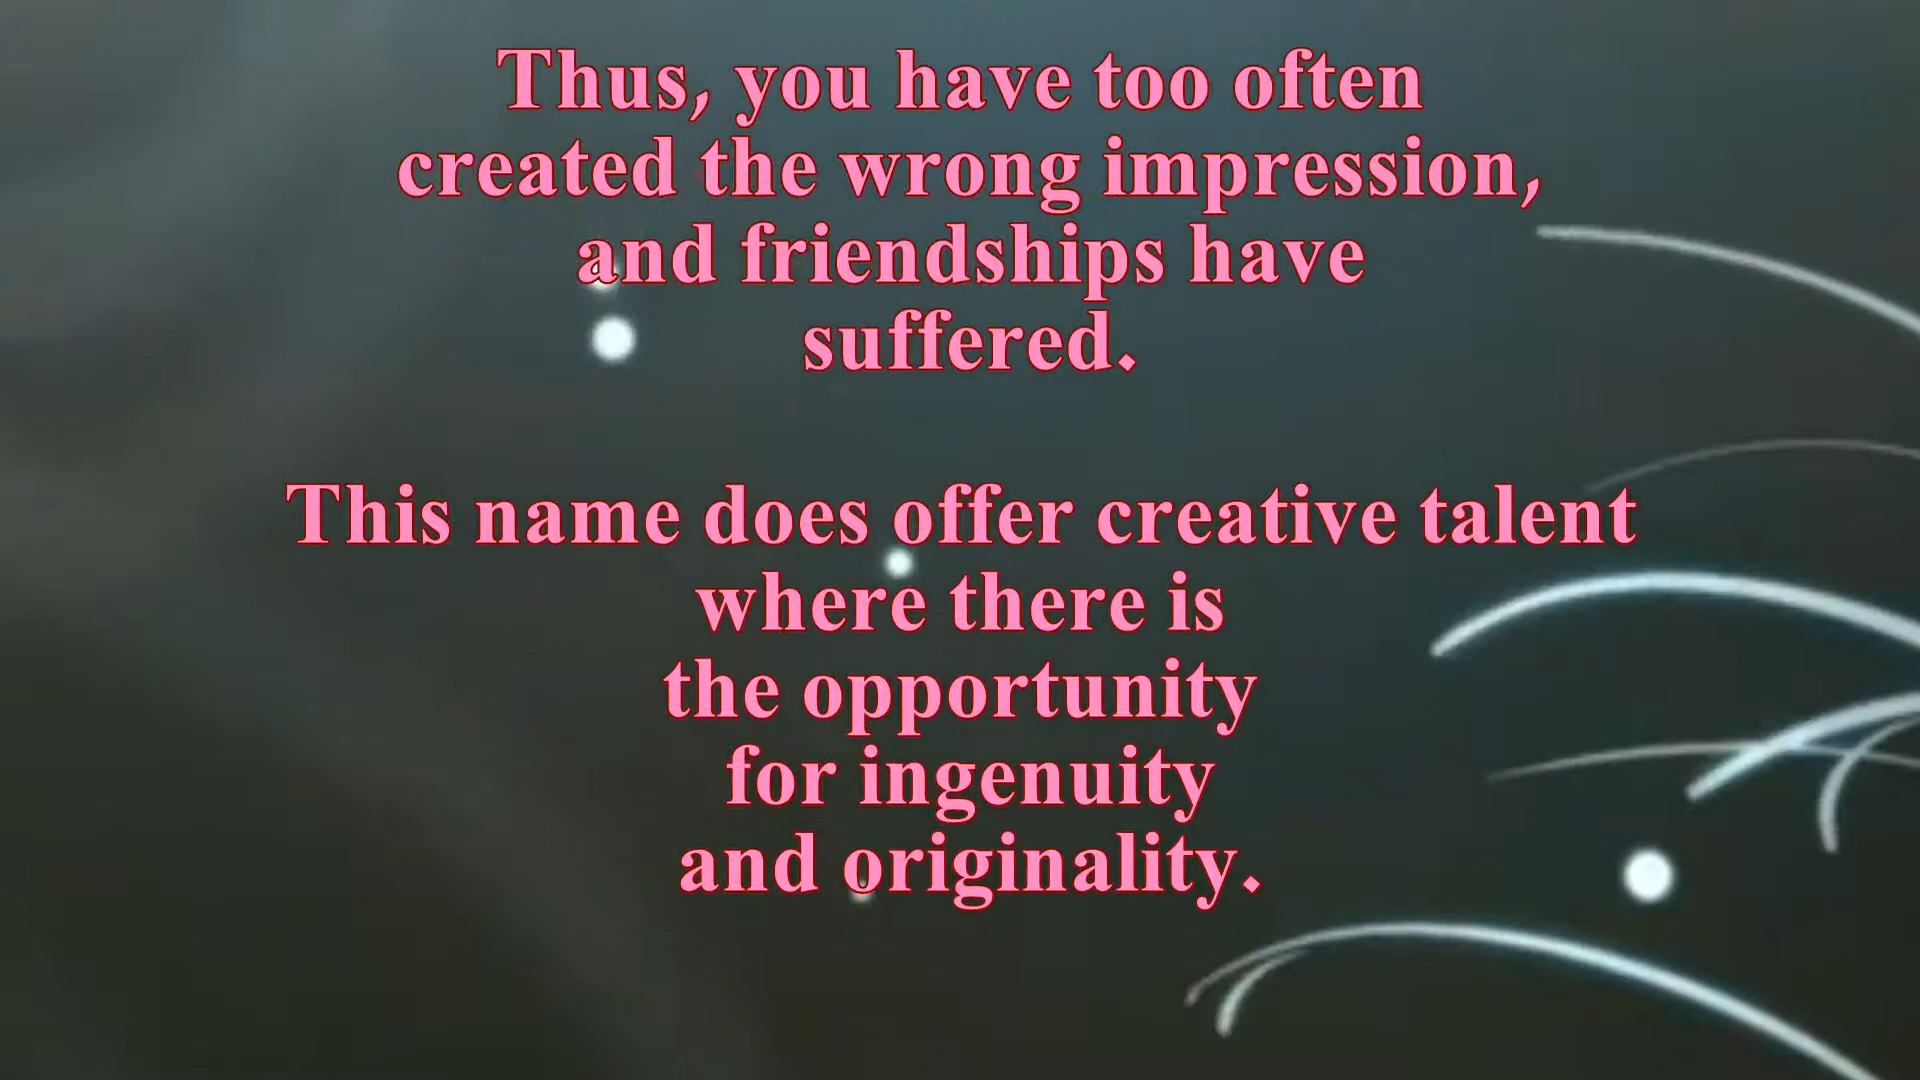 Thus, you have too often
created the wrong impression,
and friendships have
suffered.
This name does offer creative talent
where there is
the opportunity
for ingenuity
and originality.